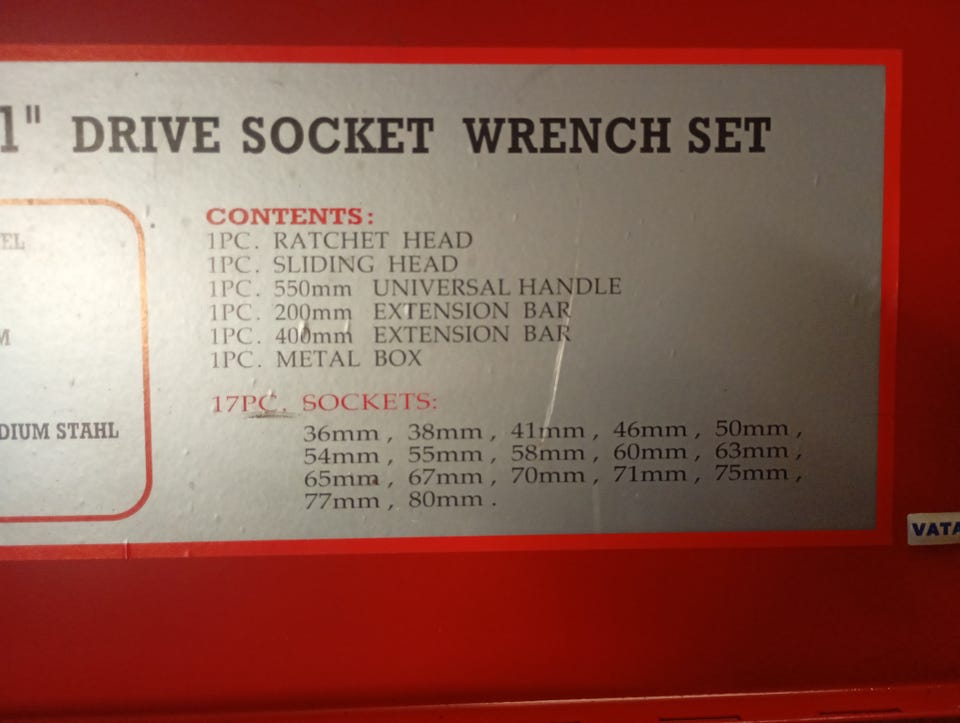 1" DRIVE SOCKET WRENCH SET
CONTENTS:
EL
1PC. RATCHET HEAD
1PC. SLIDING HEAD
1PC. 550mm UNIVERSAL HANDLE
1PC. 200mm EXTENSION BAR
M
1PC. 400mm EXTENSION BAR
1PC. METAL BOX
17PC. SOCKETS:
DIUM STAHL
36mm , 38mm , 41mm , 46mm , 50mm ,
54mm , 55mm , 58mm , 60mm , 63mm ,
65mm , 67mm , 70mm , 71mm , 75mm ,
77mm , 80mm .
VATA